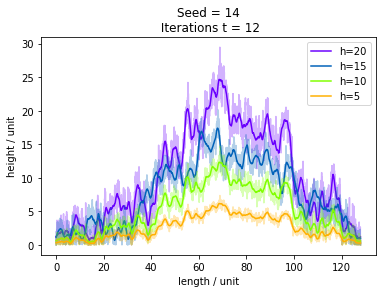 Seed = 14
Iterations t = 12
height / unit
30
25
20
15
10
5
0
h=20
h=15
h=10
h=5
0
20
40
60
80
100
120
length / unit